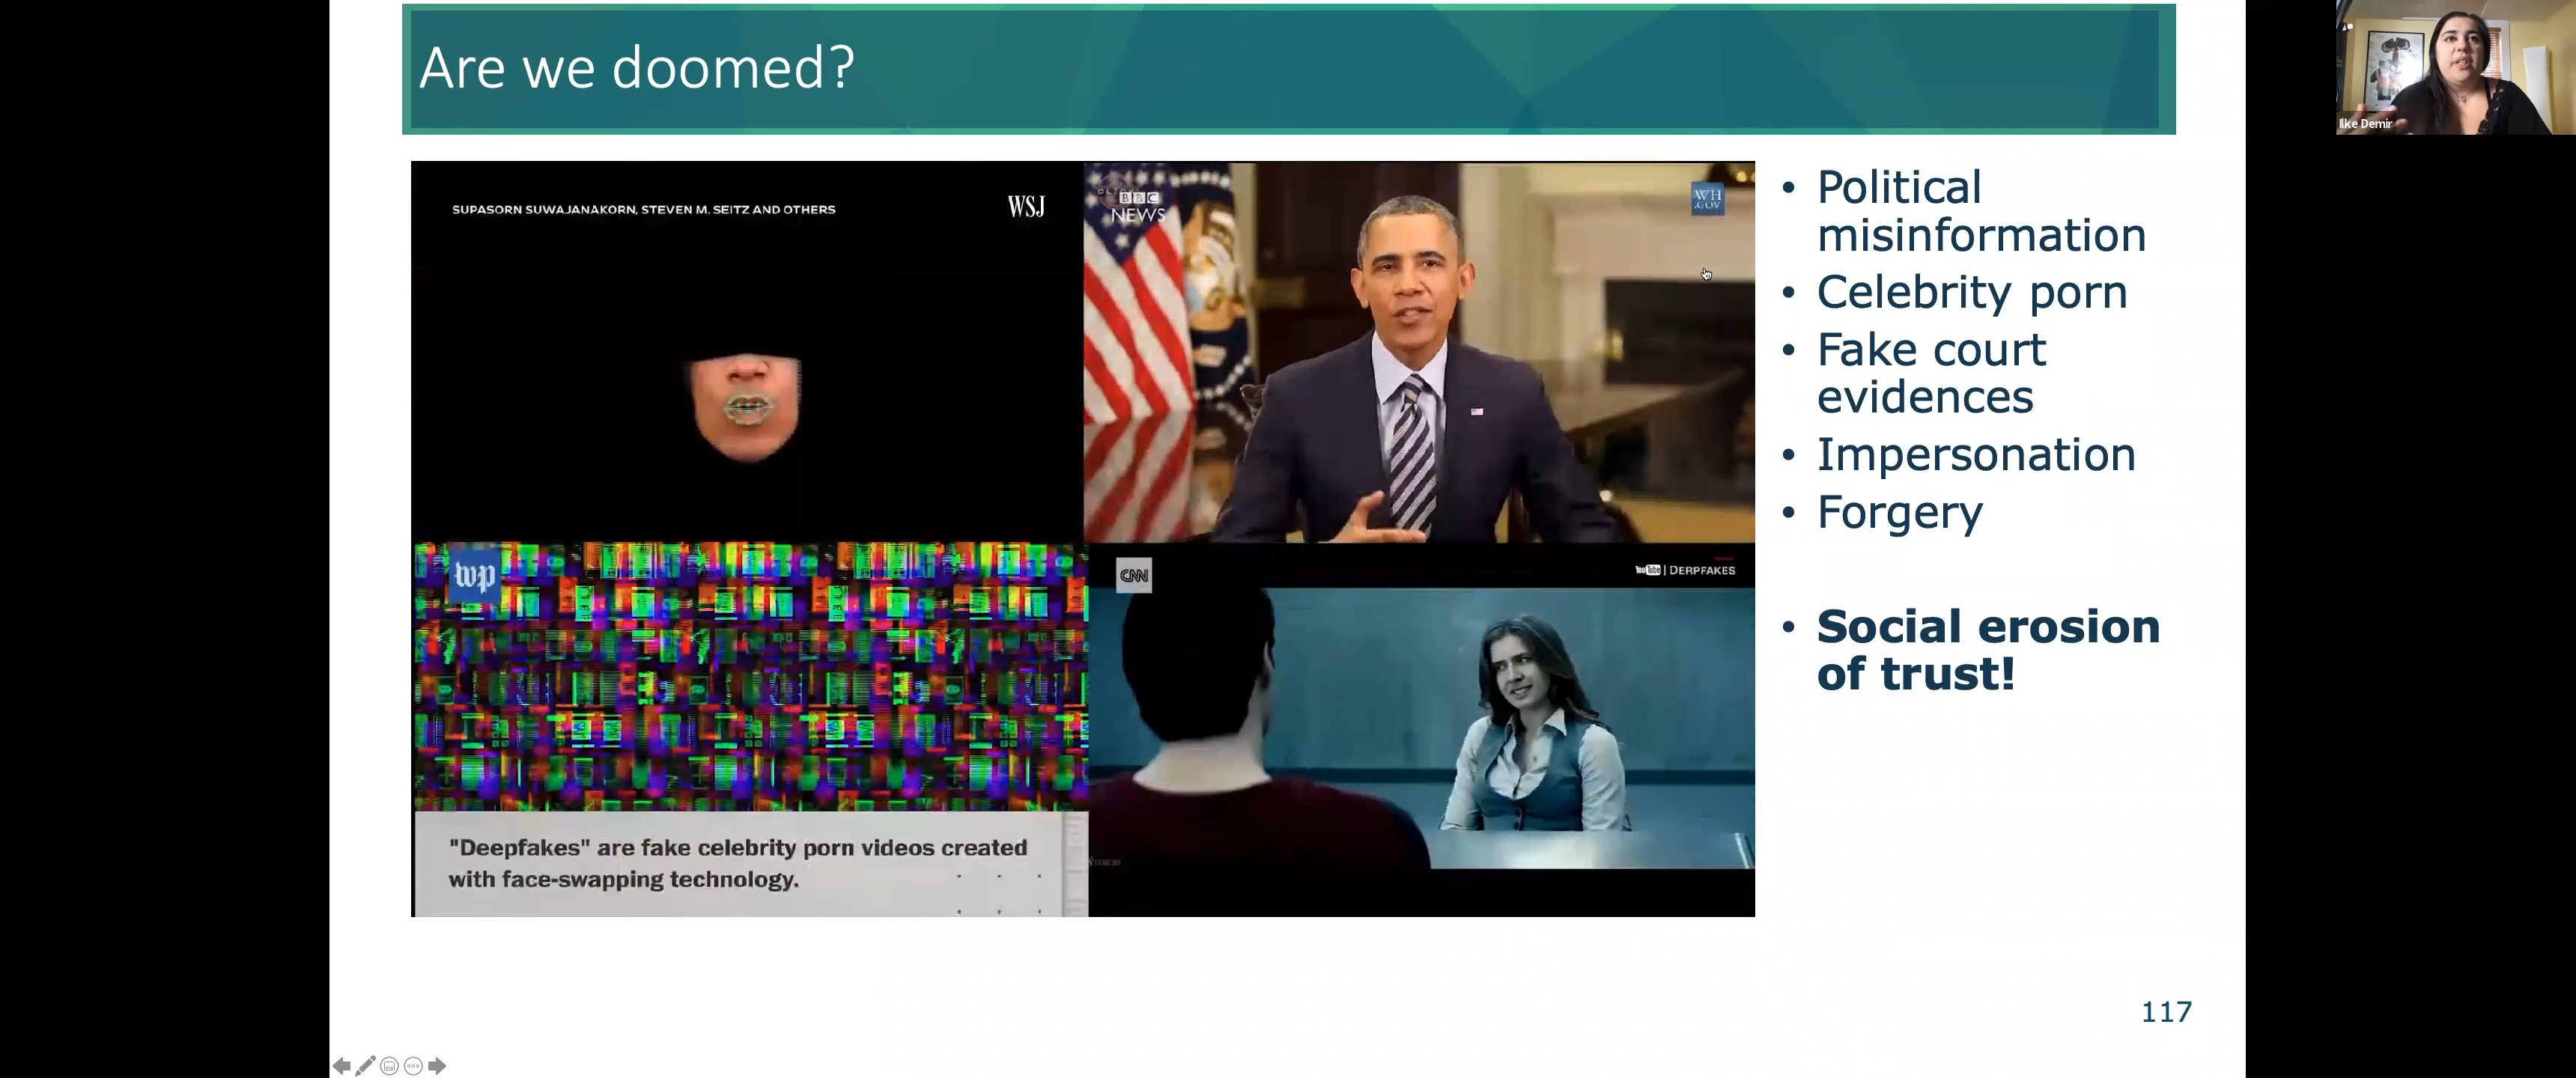 Are we doomed?
Ilke Demir
SUPASORN SUWAJANAKORN, STEVEN M. SEITZ AND OTHERS
WSJ
BBC
NEWS
WH
.GOV
• Political
misinformation
• Celebrity porn
• Fake court
evidences
• Impersonation
• Forgery
• Social erosion
of trust!
wp
"Deepfakes" are fake celebrity porn videos created
with face-swapping technology.
CNN
YouTube | DERPFAKES
117